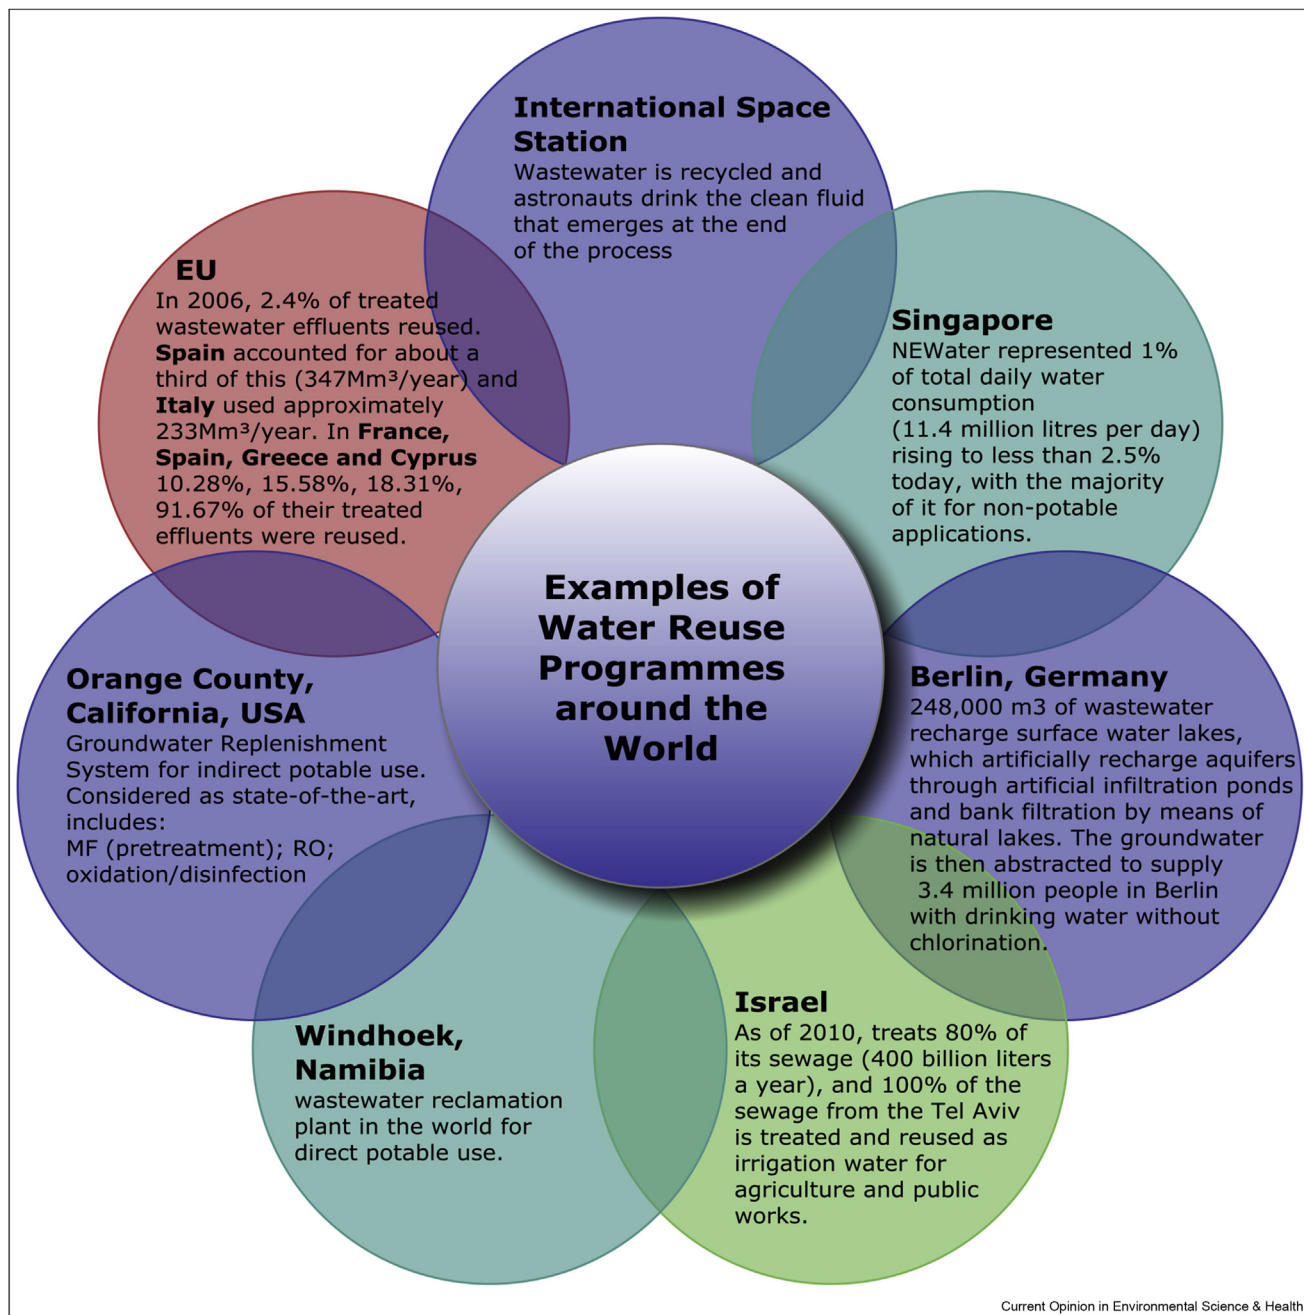 International Space
Station
Wastewater is recycled and
astronauts drink the clean fluid
that emerges at the end
of the process
EU
In 2006, 2.4% of treated
wastewater effluents reused.
Spain accounted for about a
third of this (347Mm³/year) and
Italy used approximately
233Mm³/year. In France,
Spain, Greece and Cyprus
10.28%, 15.58%, 18.31%,
91.67% of their treated
effluents were reused.
Singapore
NEWater represented 1%
of total daily water
consumption
(11.4 million litres per day)
rising to less than 2.5%
today, with the majority
of it for non-potable
applications.
Examples of
Water Reuse
Programmes
around the
World
Orange County,
California, USA
Groundwater Replenishment
System for indirect potable use.
Considered as state-of-the-art,
includes:
MF (pretreatment); RO;
oxidation/disinfection
Berlin, Germany
248,000 m3 of wastewater
recharge surface water lakes,
which artificially recharge aquifers
through artificial infiltration ponds
and bank filtration by means of
natural lakes. The groundwater
is then abstracted to supply
3.4 million people in Berlin
with drinking water without
chlorination.
Windhoek,
Namibia
wastewater reclamation
plant in the world for
direct potable use.
Israel
As of 2010, treats 80% of
its sewage (400 billion liters
a year), and 100% of the
sewage from the Tel Aviv
is treated and reused as
irrigation water for
agriculture and public
works.
Current Opinion in Environmental Science & Health